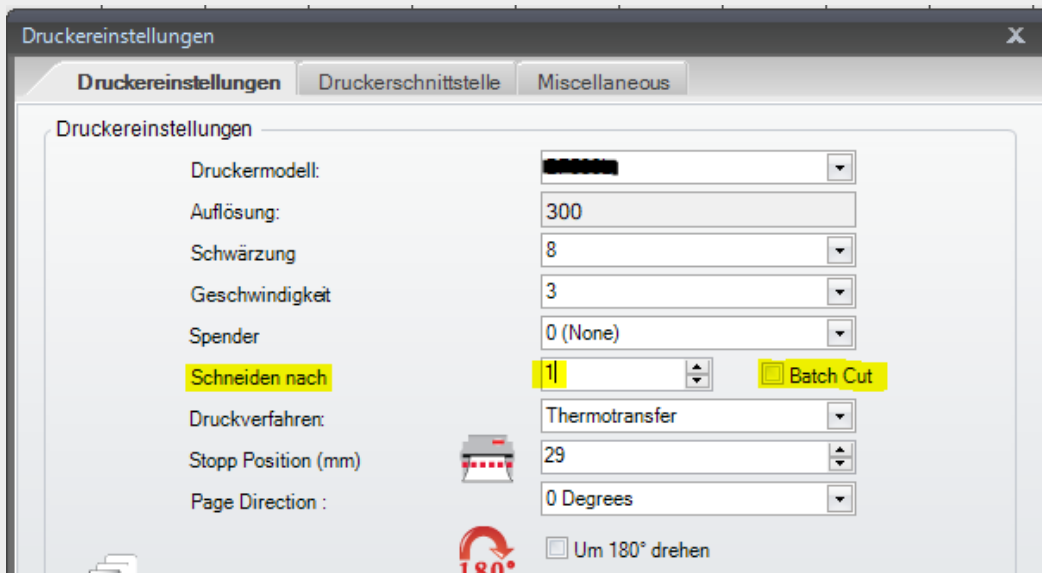 Druckereinstellungen X
Druckereinstellungen Druckerschnittstelle Miscellaneous
Druckereinstellungen
Druckermodell:
Auflösung: 300
Schwärzung 8
Geschwindigkeit 3
Spender 0 (None)
Schneiden nach 1 Batch Cut
Druckverfahren: Thermotransfer
Stopp Position (mm) 29
Page Direction : 0 Degrees
Um 180° drehen
180°